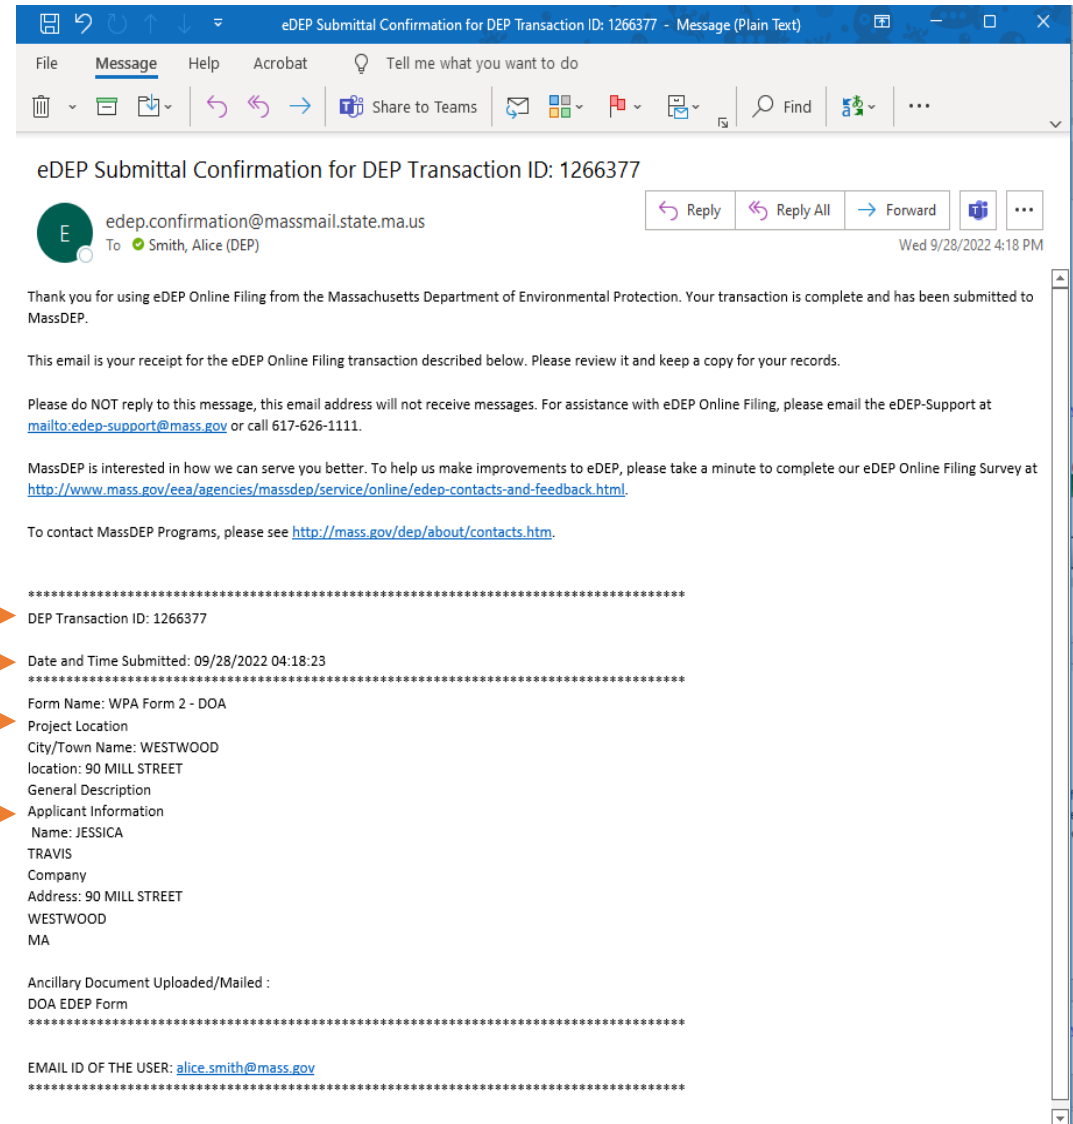 eDEP Submittal Confirmation for DEP Transaction ID: 1266377 - Message (Plain Text)
File Message Help Acrobat Tell me what you want to do
Share to Teams Find
eDEP Submittal Confirmation for DEP Transaction ID: 1266377
E
edep.confirmation@massmail.state.ma.us
To Smith, Alice (DEP)
Reply Reply All Forward
Wed 9/28/2022 4:18 PM
Thank you for using eDEP Online Filing from the Massachusetts Department of Environmental Protection. Your transaction is complete and has been submitted to
MassDEP.
This email is your receipt for the eDEP Online Filing transaction described below. Please review it and keep a copy for your records.
Please do NOT reply to this message, this email address will not receive messages. For assistance with eDEP Online Filing, please email the eDEP-Support at
mailto:edep-support@mass.gov or call 617-626-1111.
MassDEP is interested in how we can serve you better. To help us make improvements to eDEP, please take a minute to complete our eDEP Online Filing Survey at
http://www.mass.gov/eea/agencies/massdep/service/online/edep-contacts-and-feedback.html.
To contact MassDEP Programs, please see http://mass.gov/dep/about/contacts.htm.
****************************************************************************************
DEP Transaction ID: 1266377
Date and Time Submitted: 09/28/2022 04:18:23
****************************************************************************************
Form Name: WPA Form 2 - DOA
Project Location
City/Town Name: WESTWOOD
location: 90 MILL STREET
General Description
Applicant Information
Name: JESSICA
TRAVIS
Company
Address: 90 MILL STREET
WESTWOOD
MA
Ancillary Document Uploaded/Mailed :
DOA EDEP Form
****************************************************************************************
EMAIL ID OF THE USER: alice.smith@mass.gov
****************************************************************************************